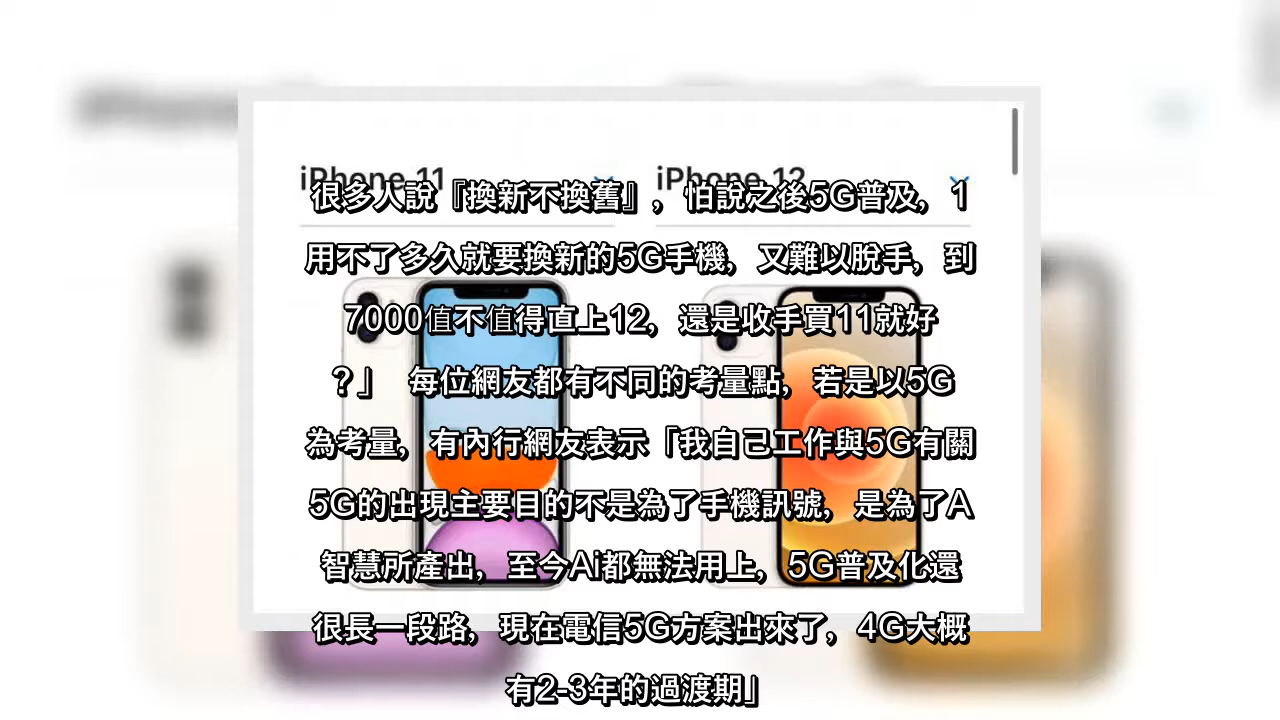 iPhone 11
iPhone 12
很多人說『換新不換舊』，怕說之後5G普及，1
用不了多久就要換新的5G手機，又難以脫手，到
7000值不值得直上12，還是收手買11就好
？」 每位網友都有不同的考量點，若是以5G
為考量，有內行網友表示「我自己工作與5G有關
5G的出現主要目的不是為了手機訊號，是為了A
智慧所產出，至今Ai都無法用上，5G普及化還
很長一段路，現在電信5G方案出來了，4G大概
有2-3年的過渡期」